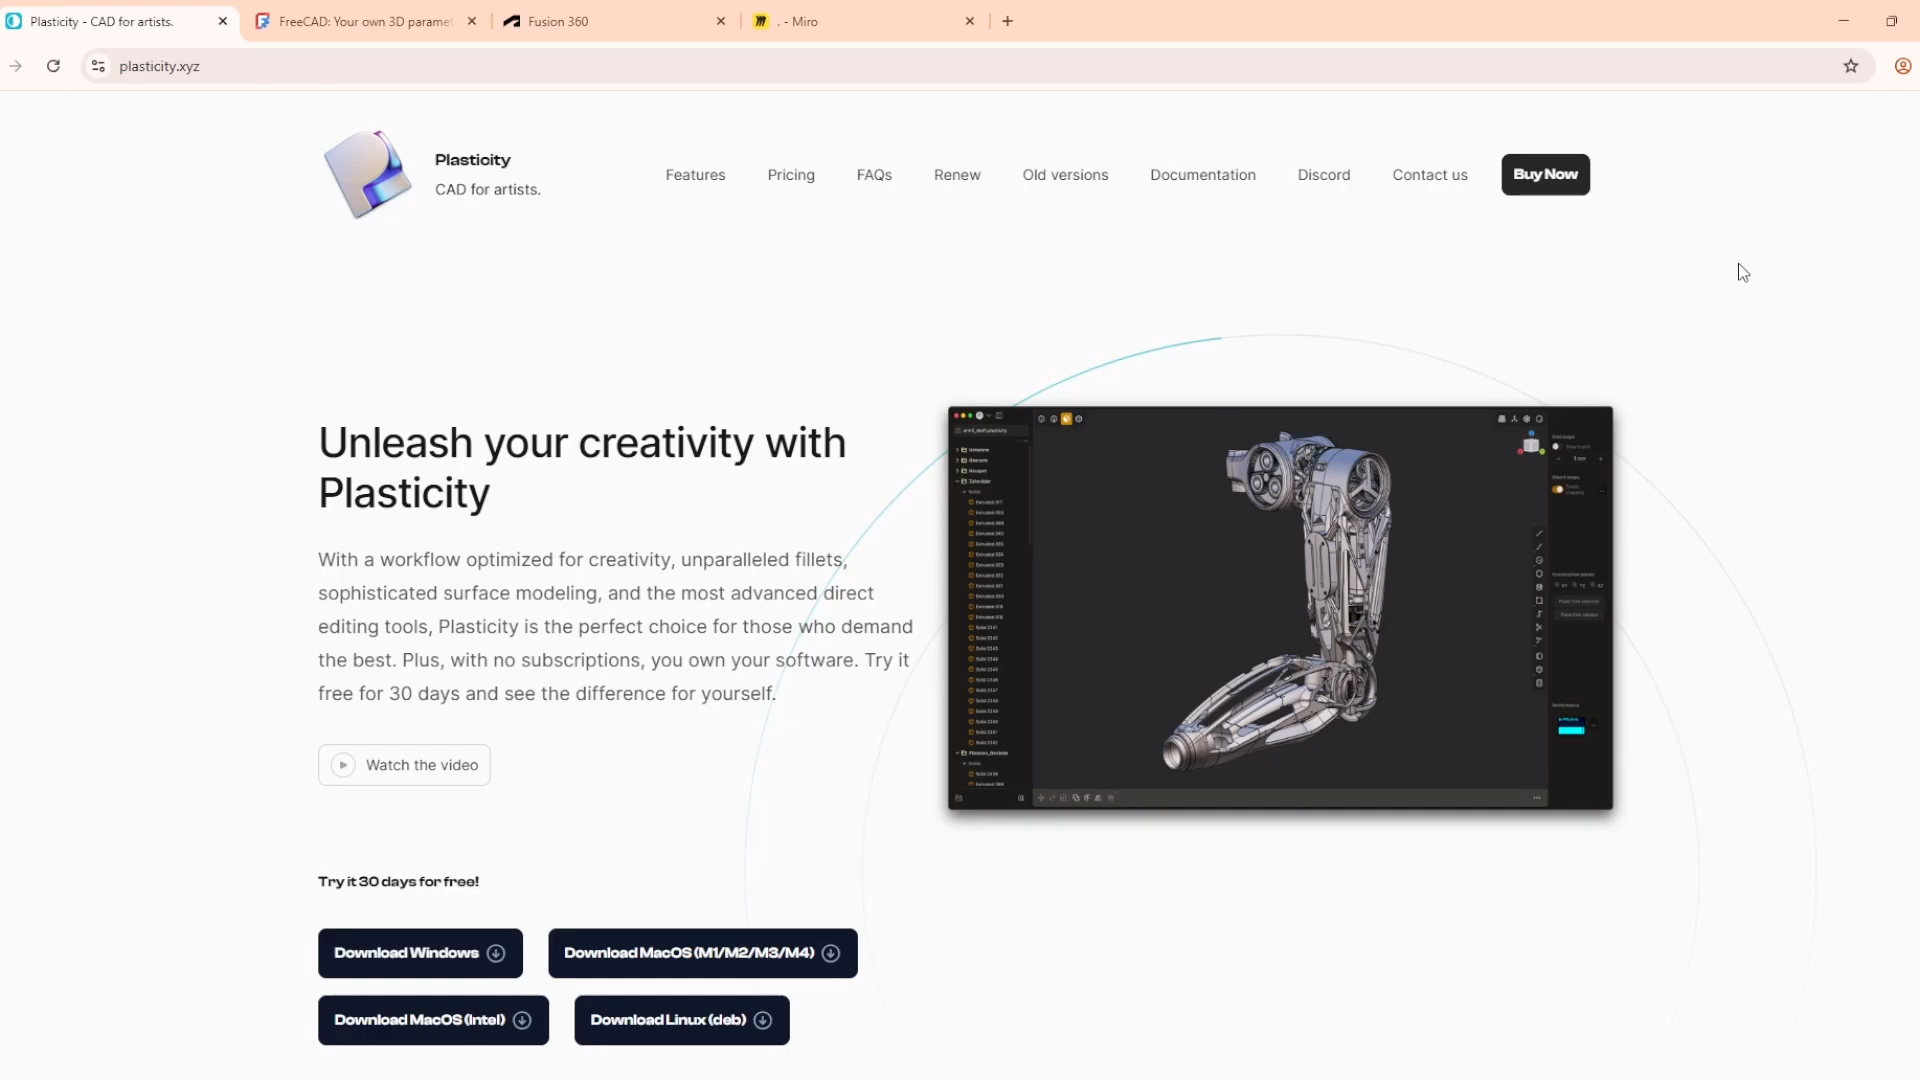 Plasticity - CAD for artists.
FreeCAD: Your own 3D paramet
Fusion 360
. - Miro
plasticity.xyz
Plasticity
CAD for artists.
Features
Pricing
FAQs
Renew
Old versions
Documentation
Discord
Contact us
Buy Now
Unleash your creativity with
Plasticity
With a workflow optimized for creativity, unparalleled fillets,
sophisticated surface modeling, and the most advanced direct
editing tools, Plasticity is the perfect choice for those who demand
the best. Plus, with no subscriptions, you own your software. Try it
free for 30 days and see the difference for yourself.
Watch the video
Try it 30 days for free!
Download Windows
Download MacOS (M1/M2/M3/M4)
Download MacOS (Intel)
Download Linux (deb)